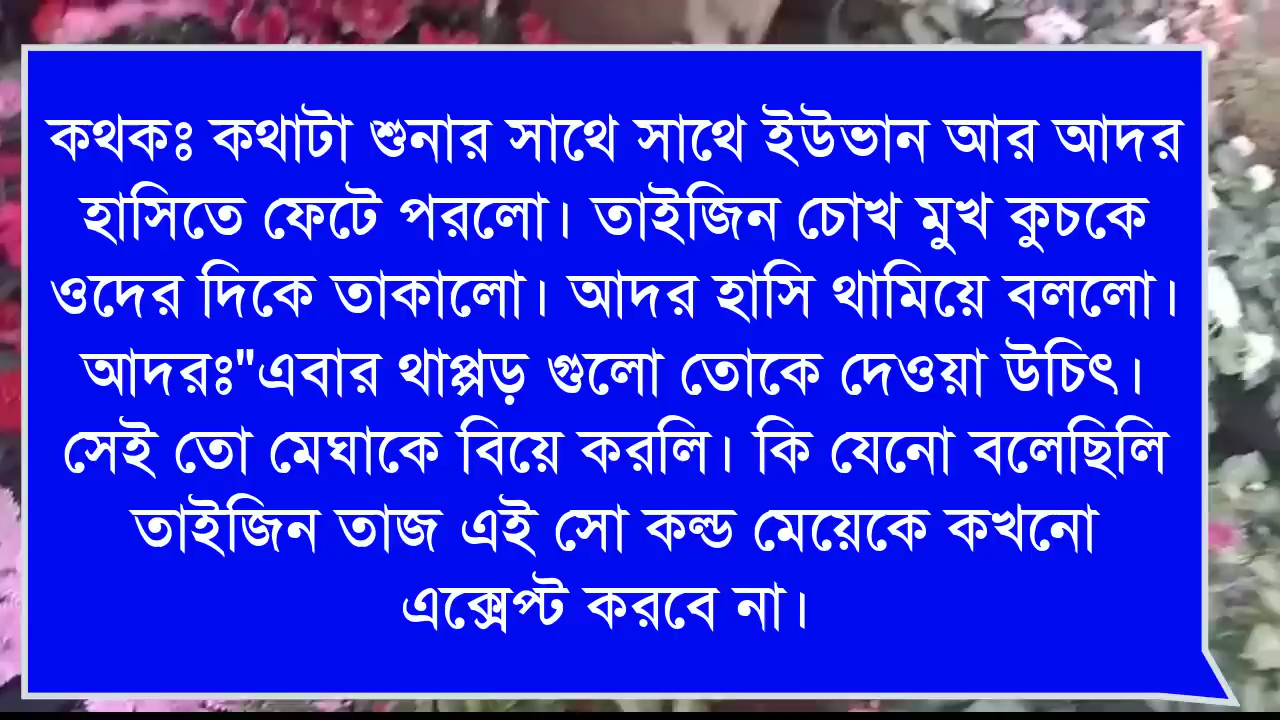 কথকঃ কথাটা শুনার সাথে সাথে ইউভান আর আদর
হাসিতে ফেটে পরলো। তাইজিন চোখ মুখ কুচকে
ওদের দিকে তাকালো। আদর হাসি থামিয়ে বললো।
আদরঃ"এবার থাপ্পড় গুলো তোকে দেওয়া উচিৎ।
সেই তো মেঘাকে বিয়ে করলি। কি যেনো বলেছিলি
তাইজিন তাজ এই সো কল্ড মেয়েকে কখনো
এক্সেপ্ট করবে না।